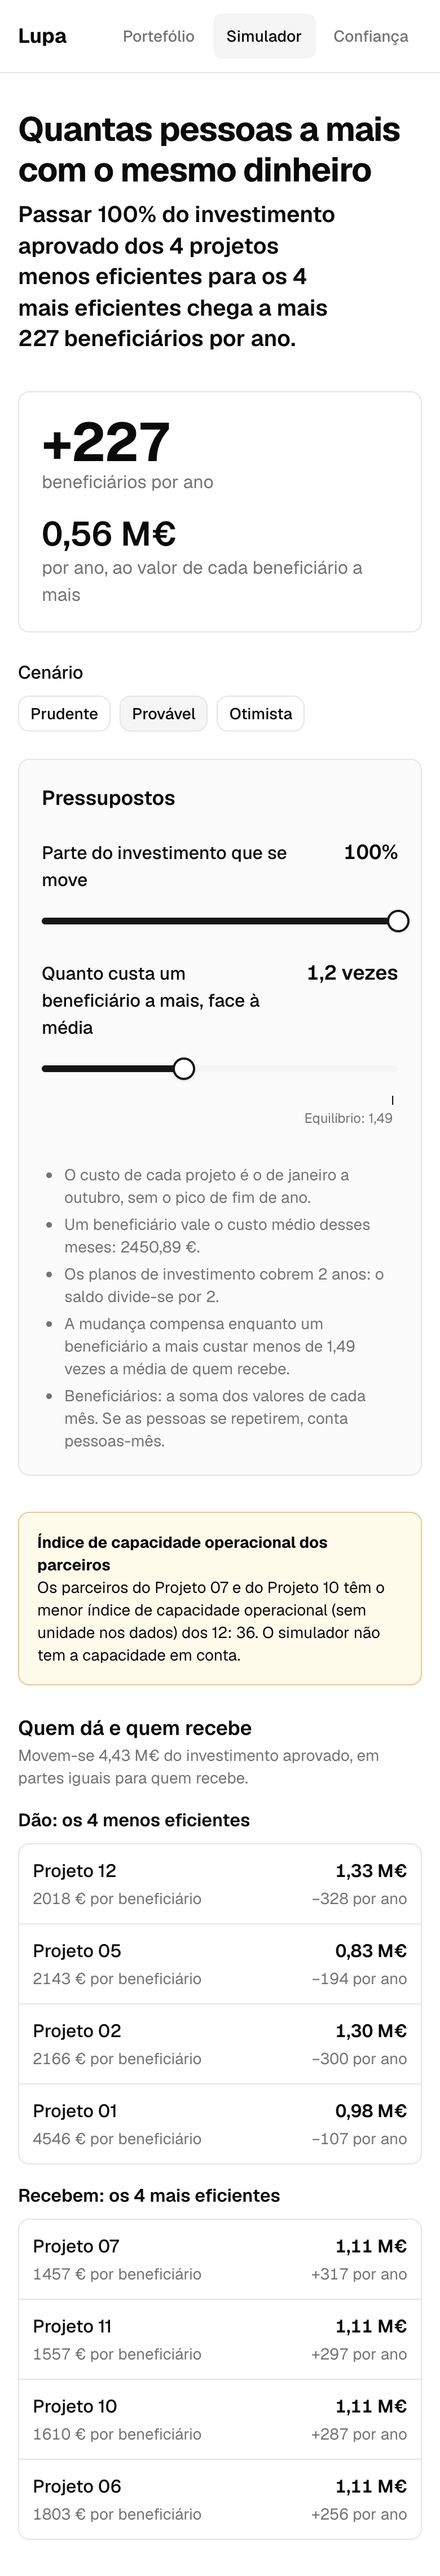 Lupa
Portefólio
Simulador
Confiança
Quantas pessoas a mais
com o mesmo dinheiro
Passar 100% do investimento
aprovado dos 4 projetos
menos eficientes para os 4
mais eficientes chega a mais
227 beneficiários por ano.
+227
beneficiários por ano
0,56 M€
por ano, ao valor de cada beneficiário a
mais
Cenário
Prudente
Provável
Otimista
Pressupostos
Parte do investimento que se
move
100%
Quanto custa um
beneficiário a mais, face à
média
1,2 vezes
Equilíbrio: 1,49
• O custo de cada projeto é o de janeiro a
outubro, sem o pico de fim de ano.
• Um beneficiário vale o custo médio desses
meses: 2450,89 €.
• Os planos de investimento cobrem 2 anos: o
saldo divide-se por 2.
• A mudança compensa enquanto um
beneficiário a mais custar menos de 1,49
vezes a média de quem recebe.
• Beneficiários: a soma dos valores de cada
mês. Se as pessoas se repetirem, conta
pessoas-mês.
Índice de capacidade operacional dos
parceiros
Os parceiros do Projeto 07 e do Projeto 10 têm o
menor índice de capacidade operacional (sem
unidade nos dados) dos 12: 36. O simulador não
tem a capacidade em conta.
Quem dá e quem recebe
Movem-se 4,43 M€ do investimento aprovado, em
partes iguais para quem recebe.
Dão: os 4 menos eficientes
Projeto 12
1,33 M€
2018 € por beneficiário
−328 por ano
Projeto 05
0,83 M€
2143 € por beneficiário
−194 por ano
Projeto 02
1,30 M€
2166 € por beneficiário
−300 por ano
Projeto 01
0,98 M€
4546 € por beneficiário
−107 por ano
Recebem: os 4 mais eficientes
Projeto 07
1,11 M€
1457 € por beneficiário
+317 por ano
Projeto 11
1,11 M€
1557 € por beneficiário
+297 por ano
Projeto 10
1,11 M€
1610 € por beneficiário
+287 por ano
Projeto 06
1,11 M€
1803 € por beneficiário
+256 por ano